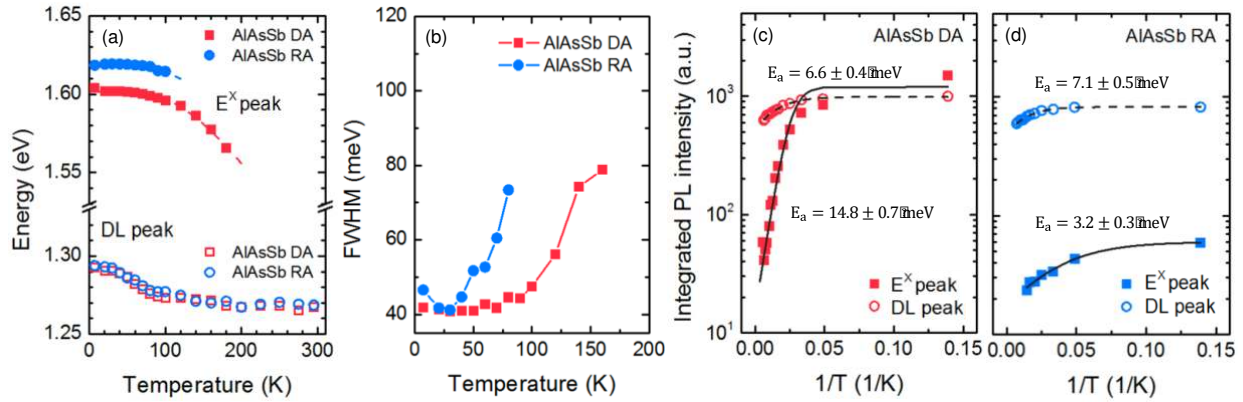 (a)
AlAsSb DA
AlAsSb RA
E^X peak
DL peak
AlAsSb DA
AlAsSb RA
Energy (eV)
1.65
1.60
1.55
1.30
1.25
0 100 200 300
Temperature (K)
(b)
AlAsSb DA
AlAsSb RA
FWHM (meV)
120
100
80
60
40
0 50 100 150 200
Temperature (K)
(c)
AlAsSb DA
E_a = 6.6 ± 0.4 meV
E_a = 14.8 ± 0.7 meV
E^X peak
DL peak
Integrated PL intensity (a.u.)
10^3
10^2
10^1
0.00 0.05 0.10 0.15
1/T (1/K)
(d)
AlAsSb RA
E_a = 7.1 ± 0.5 meV
E_a = 3.2 ± 0.3 meV
E^X peak
DL peak
0.00 0.05 0.10 0.15
1/T (1/K)